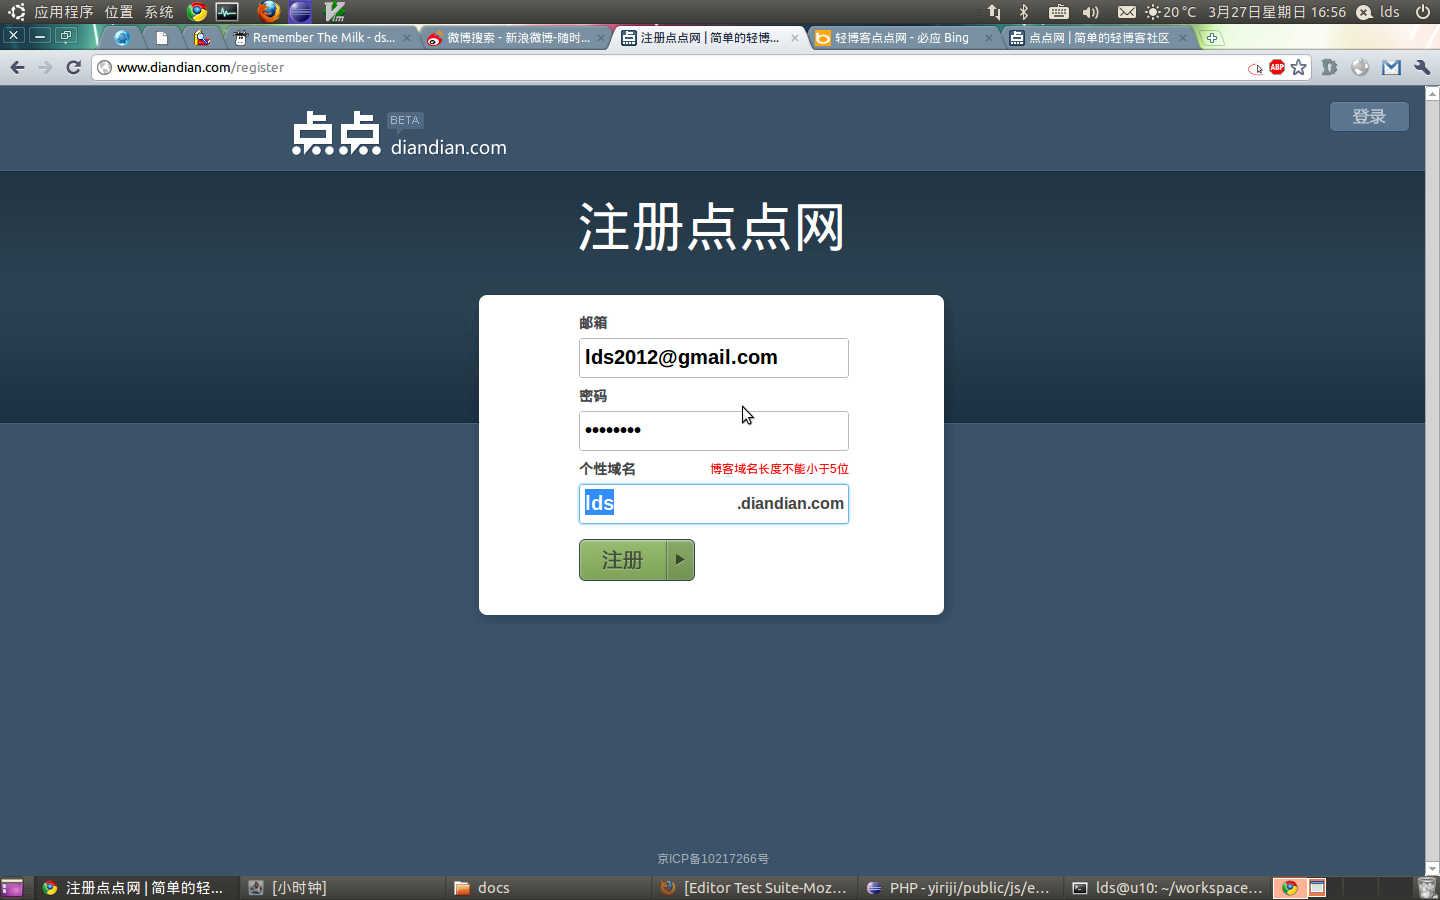 应用程序 位置 系统 20 °C 3月27日星期日 16:56 lds
Remember The Milk - ds... 微博搜索 - 新浪微博-随时... 注册点点网 | 简单的轻博... 轻博客点点网 - 必应 Bing 点点网 | 简单的轻博客社区
www.diandian.com/register
ABP
点点 BETA
diandian.com
登录
注册点点网
邮箱
lds2012@gmail.com
密码
个性域名 博客域名长度不能小于5位
lds .diandian.com
注册
京ICP备10217266号
注册点点网 | 简单的轻... [小时钟] docs [Editor Test Suite-Moz... PHP - yiriji/public/js/e... lds@u10: ~/workspace...